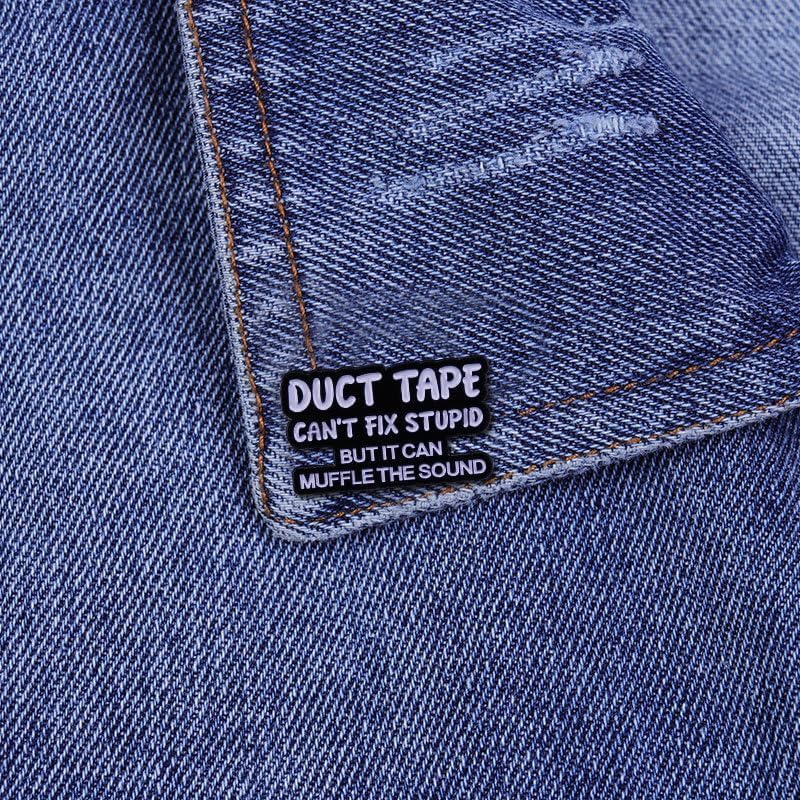 DUCT TAPE
CAN'T FIX STUPID
BUT IT CAN
MUFFLE THE SOUND